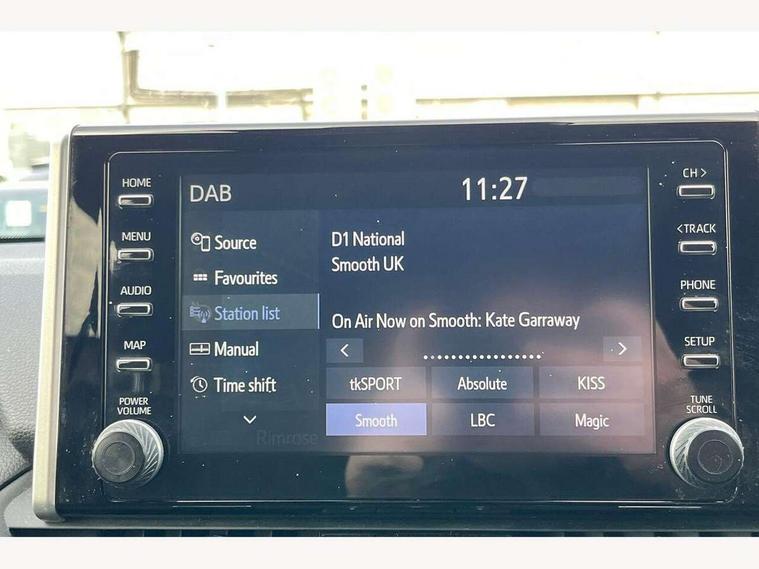 HOME
MENU
AUDIO
MAP
POWER
VOLUME
DAB
11:27
Source
Favourites
Station list
Manual
Time shift
D1 National
Smooth UK
On Air Now on Smooth: Kate Garraway
tkSPORT
Absolute
KISS
Smooth
LBC
Magic
Rimrose
CH >
< TRACK
PHONE
SETUP
TUNE
SCROLL